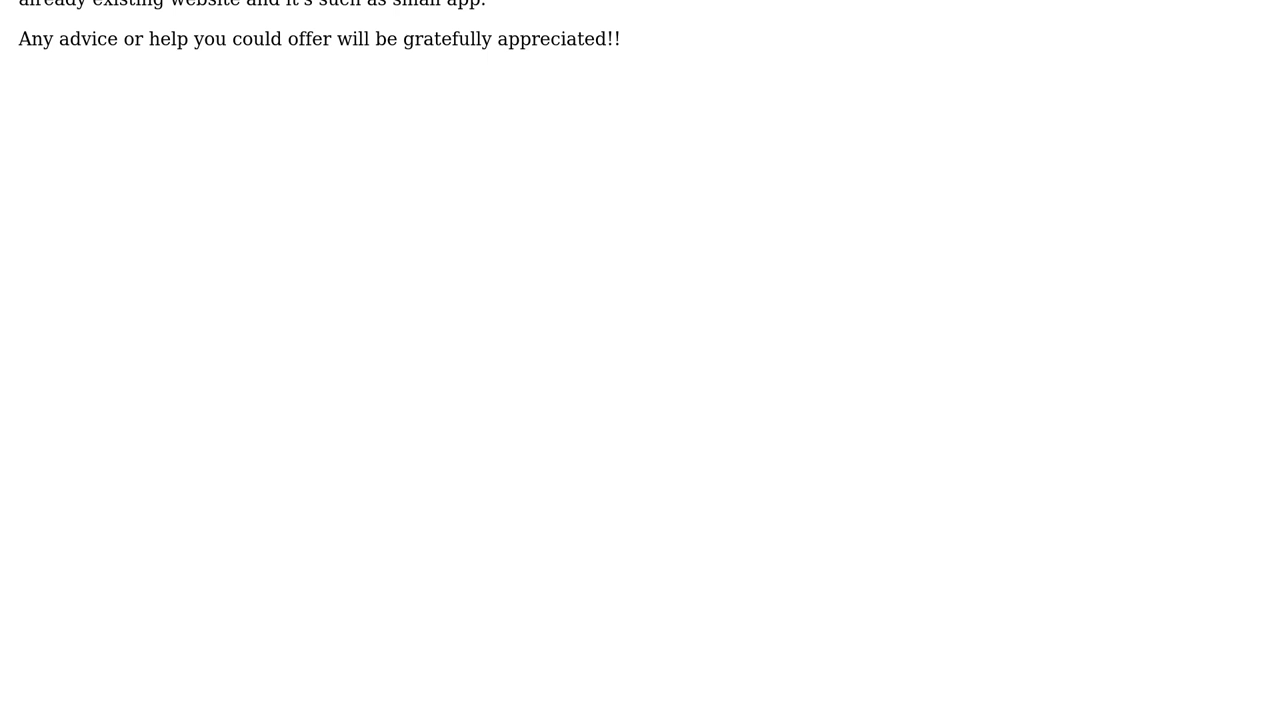 already existing website and it's such as small app.
Any advice or help you could offer will be gratefully appreciated!!